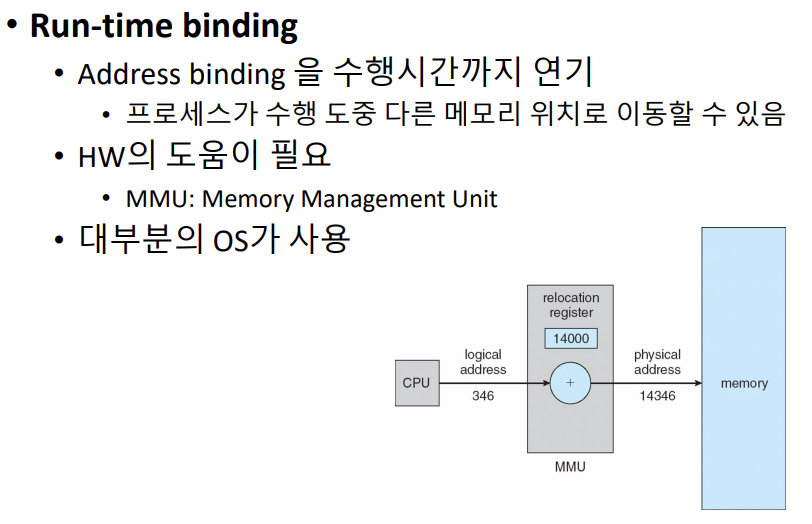 • Run-time binding
• Address binding 을 수행시간까지 연기
• 프로세스가 수행 도중 다른 메모리 위치로 이동할 수 있음
• HW의 도움이 필요
• MMU: Memory Management Unit
• 대부분의 OS가 사용
relocation
register
14000
logical
address
physical
address
CPU
+
memory
346
14346
MMU